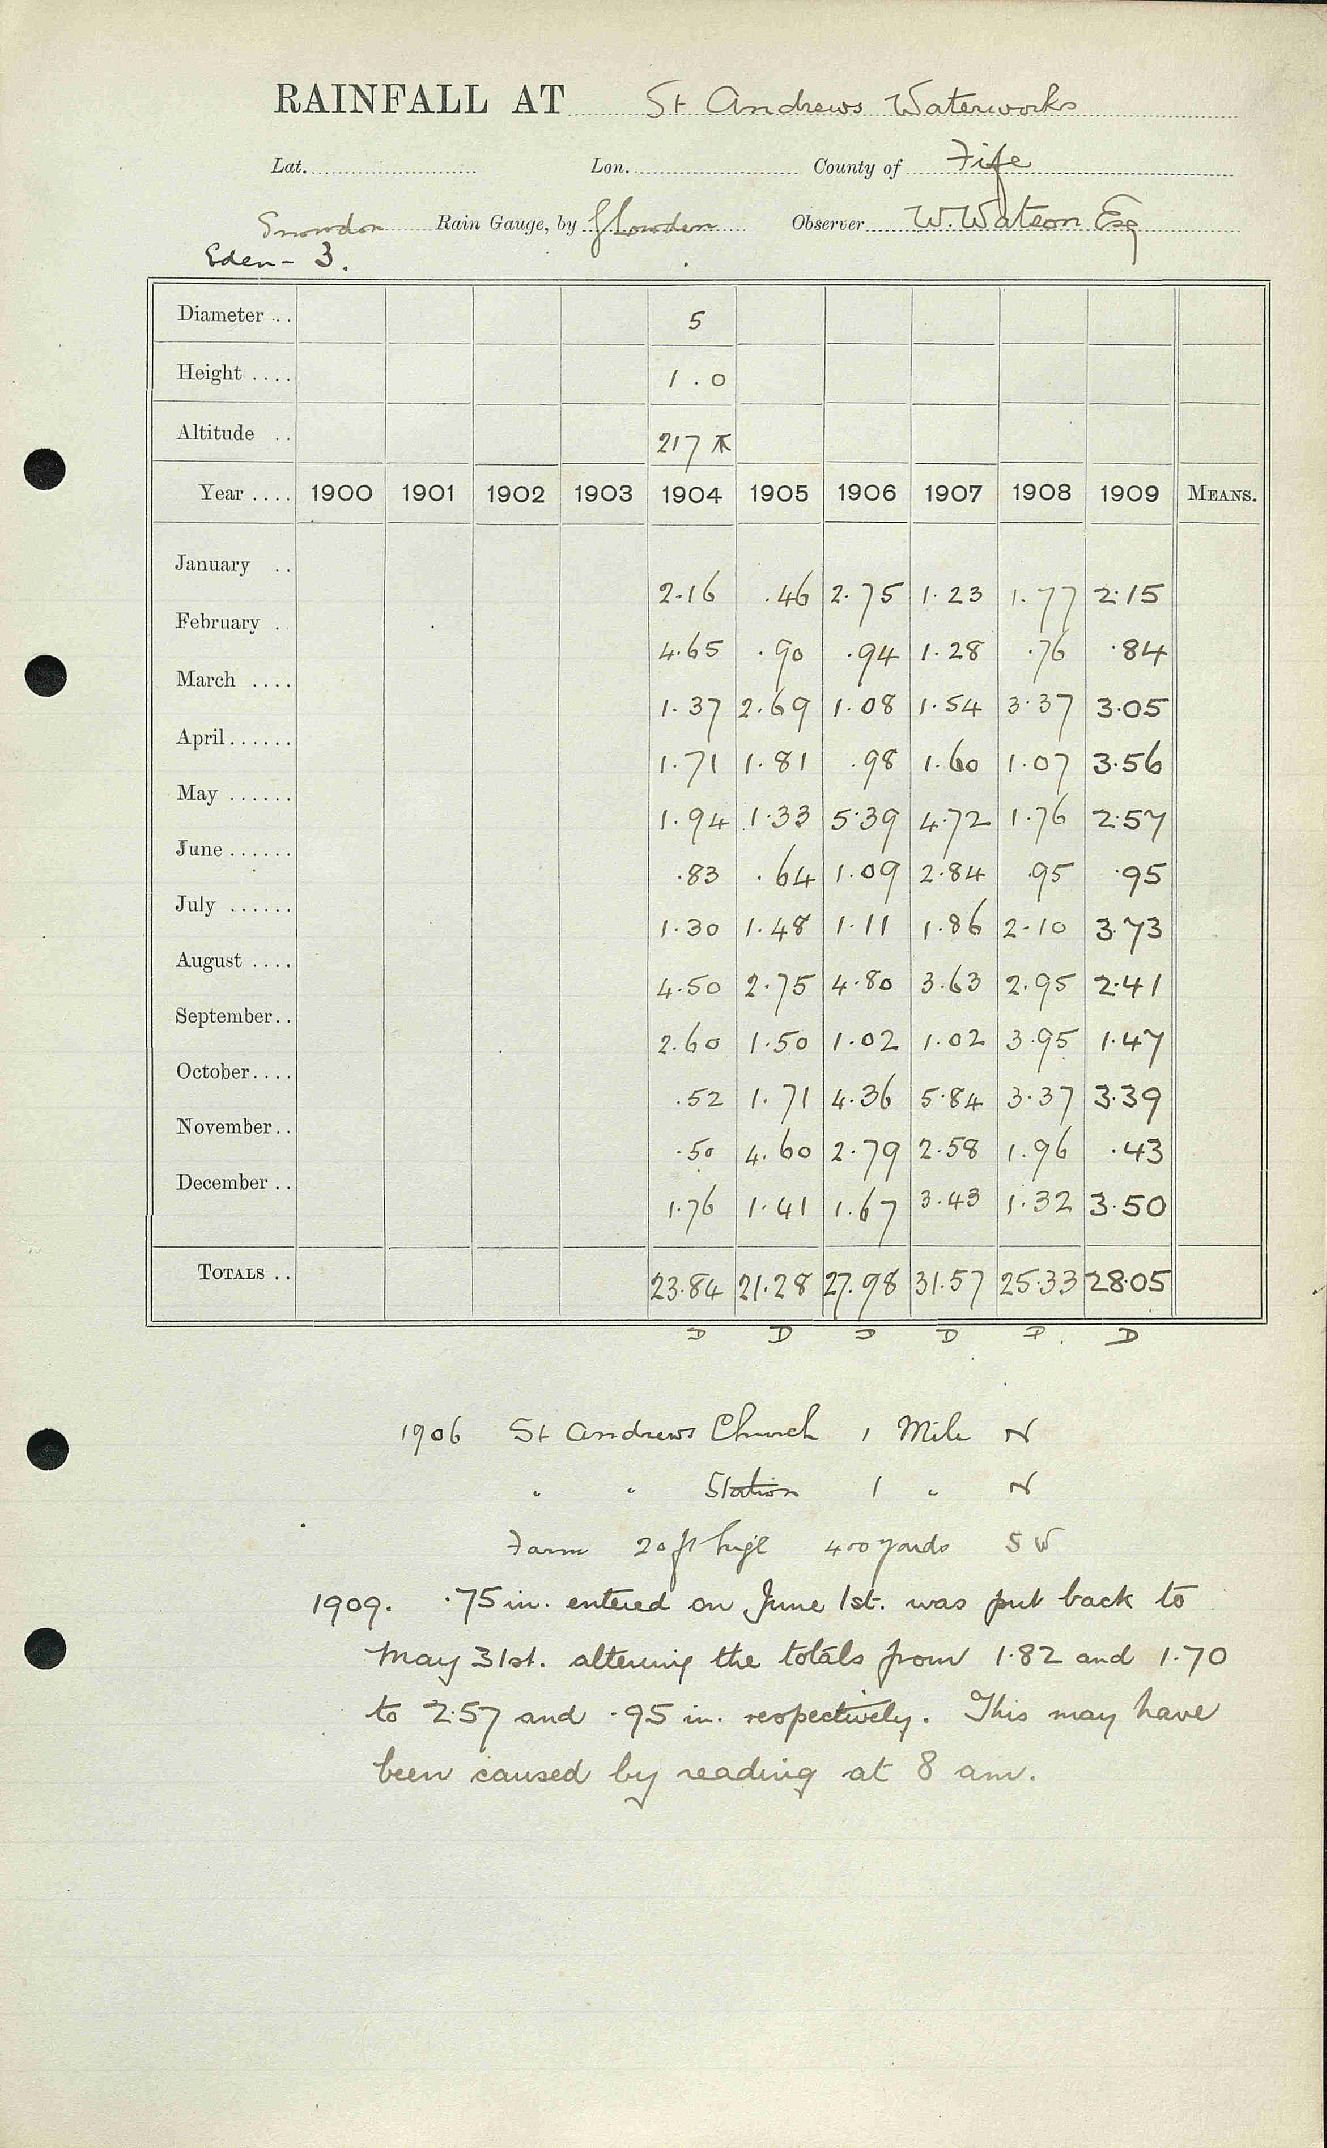 RAINFALL AT St Andrews Waterworks
Lat. Lon. County of Fife
Snowdon Rain Gauge, by Observer W. Watson Esq
Eden - 3.
Diameter .. 5
Height .... 1.0
Altitude .. 217
Year .... 1900 1901 1902 1903 1904 1905 1906 1907 1908 1909 MEANS.
January .. 2.16 .46 2.75 1.23 1.77 2.15
February . 4.65 .90 .94 1.28 .76 .84
March .... 1.37 2.69 1.08 1.54 3.37 3.05
April...... 1.71 1.81 .98 1.60 1.07 3.56
May ...... 1.94 1.33 5.39 4.72 1.76 2.57
June...... .83 .64 1.09 2.84 .95 .95
July ...... 1.30 1.48 1.11 1.86 2.10 3.73
August .... 4.50 2.75 4.80 3.63 2.95 2.41
September.. 2.60 1.50 1.02 1.02 3.95 1.47
October.... .52 1.71 4.36 5.84 3.37 3.39
November.. .50 4.60 2.79 2.58 1.96 .43
December .. 1.76 1.41 1.67 3.43 1.32 3.50
TOTALS .. 23.84 21.28 27.98 31.57 25.33 28.05
D D D D D D
1906 St Andrews Church 1 Mile N
" " Station 1 " N
Farm 20 ft high 400 yards SW
1909. .75 in. entered on June 1st. was put back to
May 31st. altering the totals from 1.82 and 1.70
to 2.57 and .95 in. respectively. This may have
been caused by reading at 8 am.